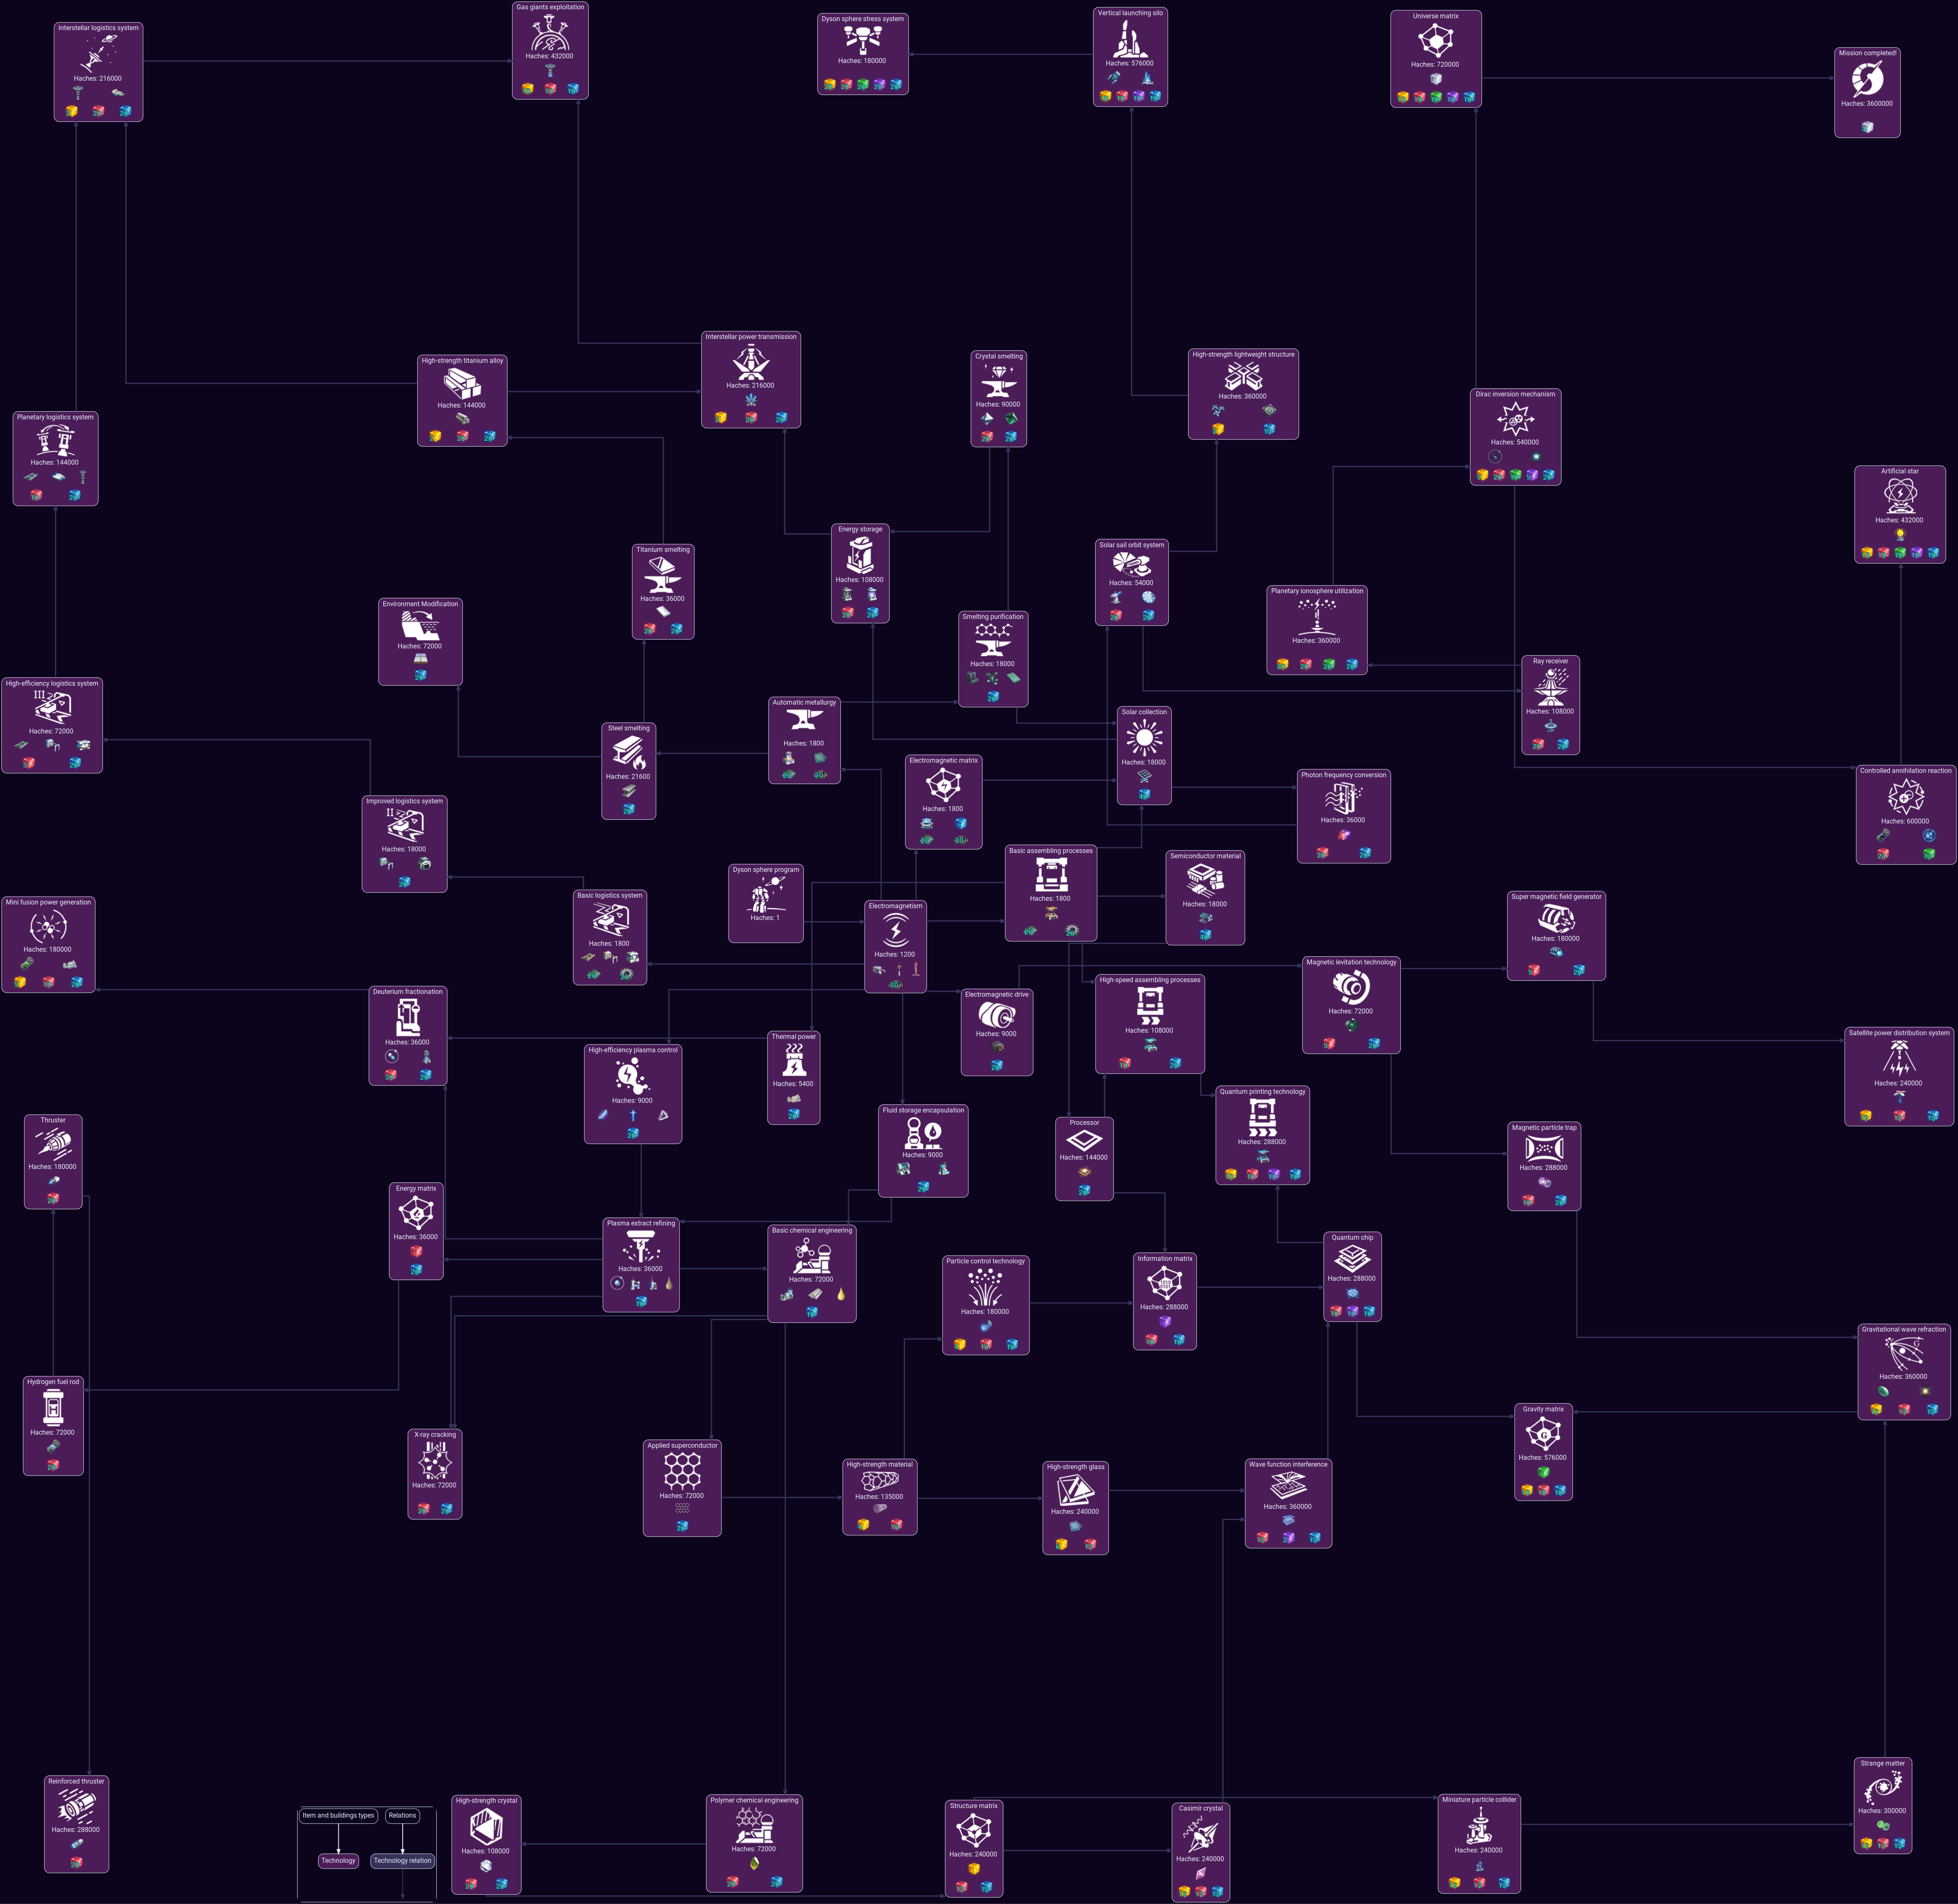 Interstellar logistics system
Haches: 216000
Gas giants exploitation
Haches: 432000
Dyson sphere stress system
Haches: 180000
Vertical launching silo
Haches: 576000
Universe matrix
Haches: 720000
Mission completed!
Haches: 3600000
High-strength titanium alloy
Haches: 144000
Interstellar power transmission
Haches: 216000
Crystal smelting
Haches: 90000
High-strength lightweight structure
Haches: 360000
Dirac inversion mechanism
Haches: 540000
Planetary logistics system
Haches: 144000
Artificial star
Haches: 432000
Titanium smelting
Haches: 36000
Energy storage
Haches: 108000
Solar sail orbit system
Haches: 54000
Planetary ionosphere utilization
Haches: 360000
Environment Modification
Haches: 72000
Smelting purification
Haches: 18000
Ray receiver
Haches: 108000
High-efficiency logistics system
III
Haches: 72000
Automatic metallurgy
Haches: 1800
Steel smelting
Haches: 21600
Solar collection
Haches: 18000
Electromagnetic matrix
Haches: 1800
Photon frequency conversion
Haches: 36000
Controlled annihilation reaction
Haches: 600000
Improved logistics system
II
Haches: 18000
Basic assembling processes
Haches: 1800
Semiconductor material
Haches: 18000
Dyson sphere program
Haches: 1
Basic logistics system
Haches: 1800
Electromagnetism
Haches: 1200
Mini fusion power generation
Haches: 180000
Super magnetic field generator
Haches: 180000
Magnetic levitation technology
Haches: 72000
High-speed assembling processes
Haches: 108000
Electromagnetic drive
Haches: 9000
Deuterium fractionation
Haches: 36000
Satellite power distribution system
Haches: 240000
High-efficiency plasma control
Haches: 9000
Thermal power
Haches: 5400
Quantum printing technology
Haches: 288000
Fluid storage encapsulation
Haches: 9000
Processor
Haches: 144000
Thruster
Haches: 180000
Magnetic particle trap
Haches: 288000
Energy matrix
Haches: 36000
Plasma extract refining
Haches: 36000
Basic chemical engineering
Haches: 72000
Particle control technology
Haches: 180000
Information matrix
Haches: 288000
Quantum chip
Haches: 288000
Gravitational wave refraction
Haches: 360000
Hydrogen fuel rod
Haches: 72000
X-ray cracking
Haches: 72000
Applied superconductor
Haches: 72000
High-strength material
Haches: 135000
High-strength glass
Haches: 240000
Wave function interference
Haches: 360000
Gravity matrix
G
Haches: 576000
Reinforced thruster
Haches: 288000
Item and buildings types
Relations
Technology
Technology relation
High-strength crystal
Haches: 108000
Polymer chemical engineering
Haches: 72000
Structure matrix
Haches: 240000
Casimir crystal
Haches: 240000
Miniature particle collider
Haches: 240000
Strange matter
Haches: 300000